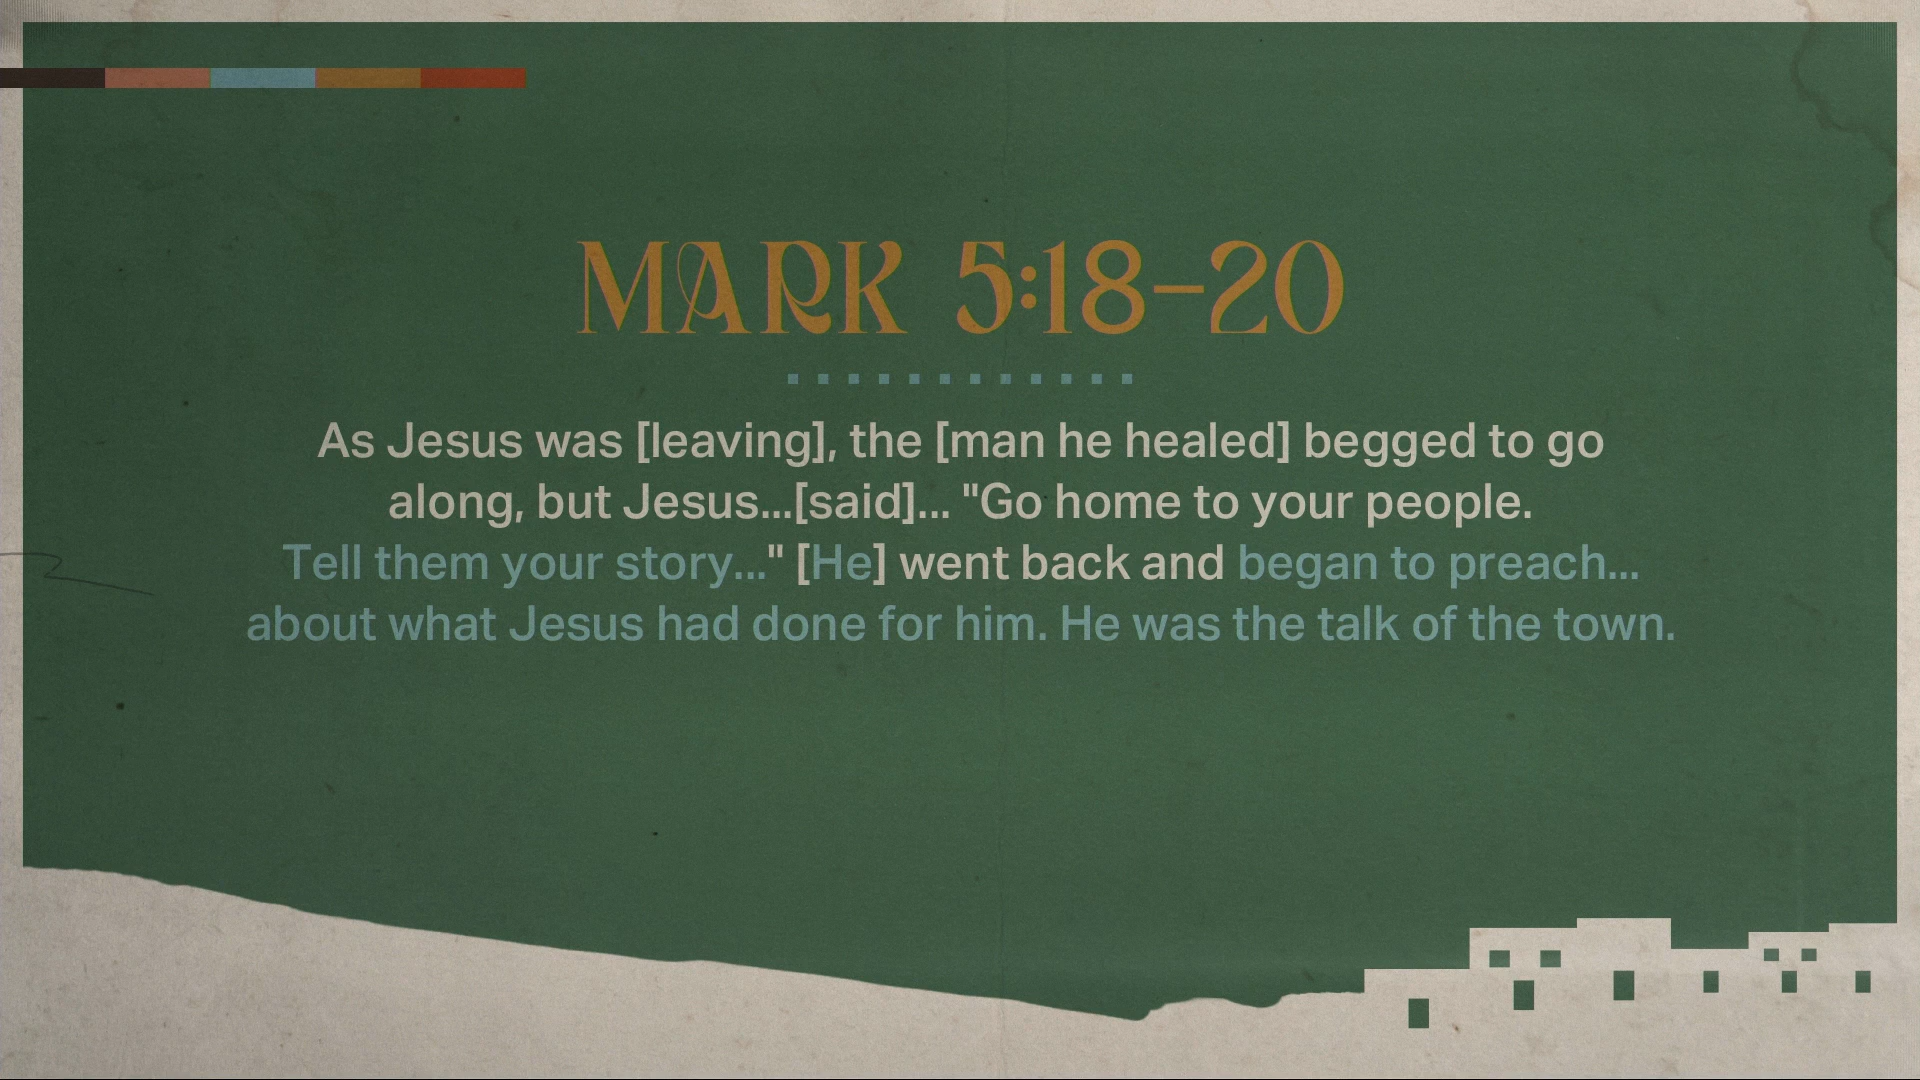 MARK 5:18–20
As Jesus was [leaving], the [man he healed] begged to go
along, but Jesus...[said]... "Go home to your people.
Tell them your story..." [He] went back and began to preach...
about what Jesus had done for him. He was the talk of the town.